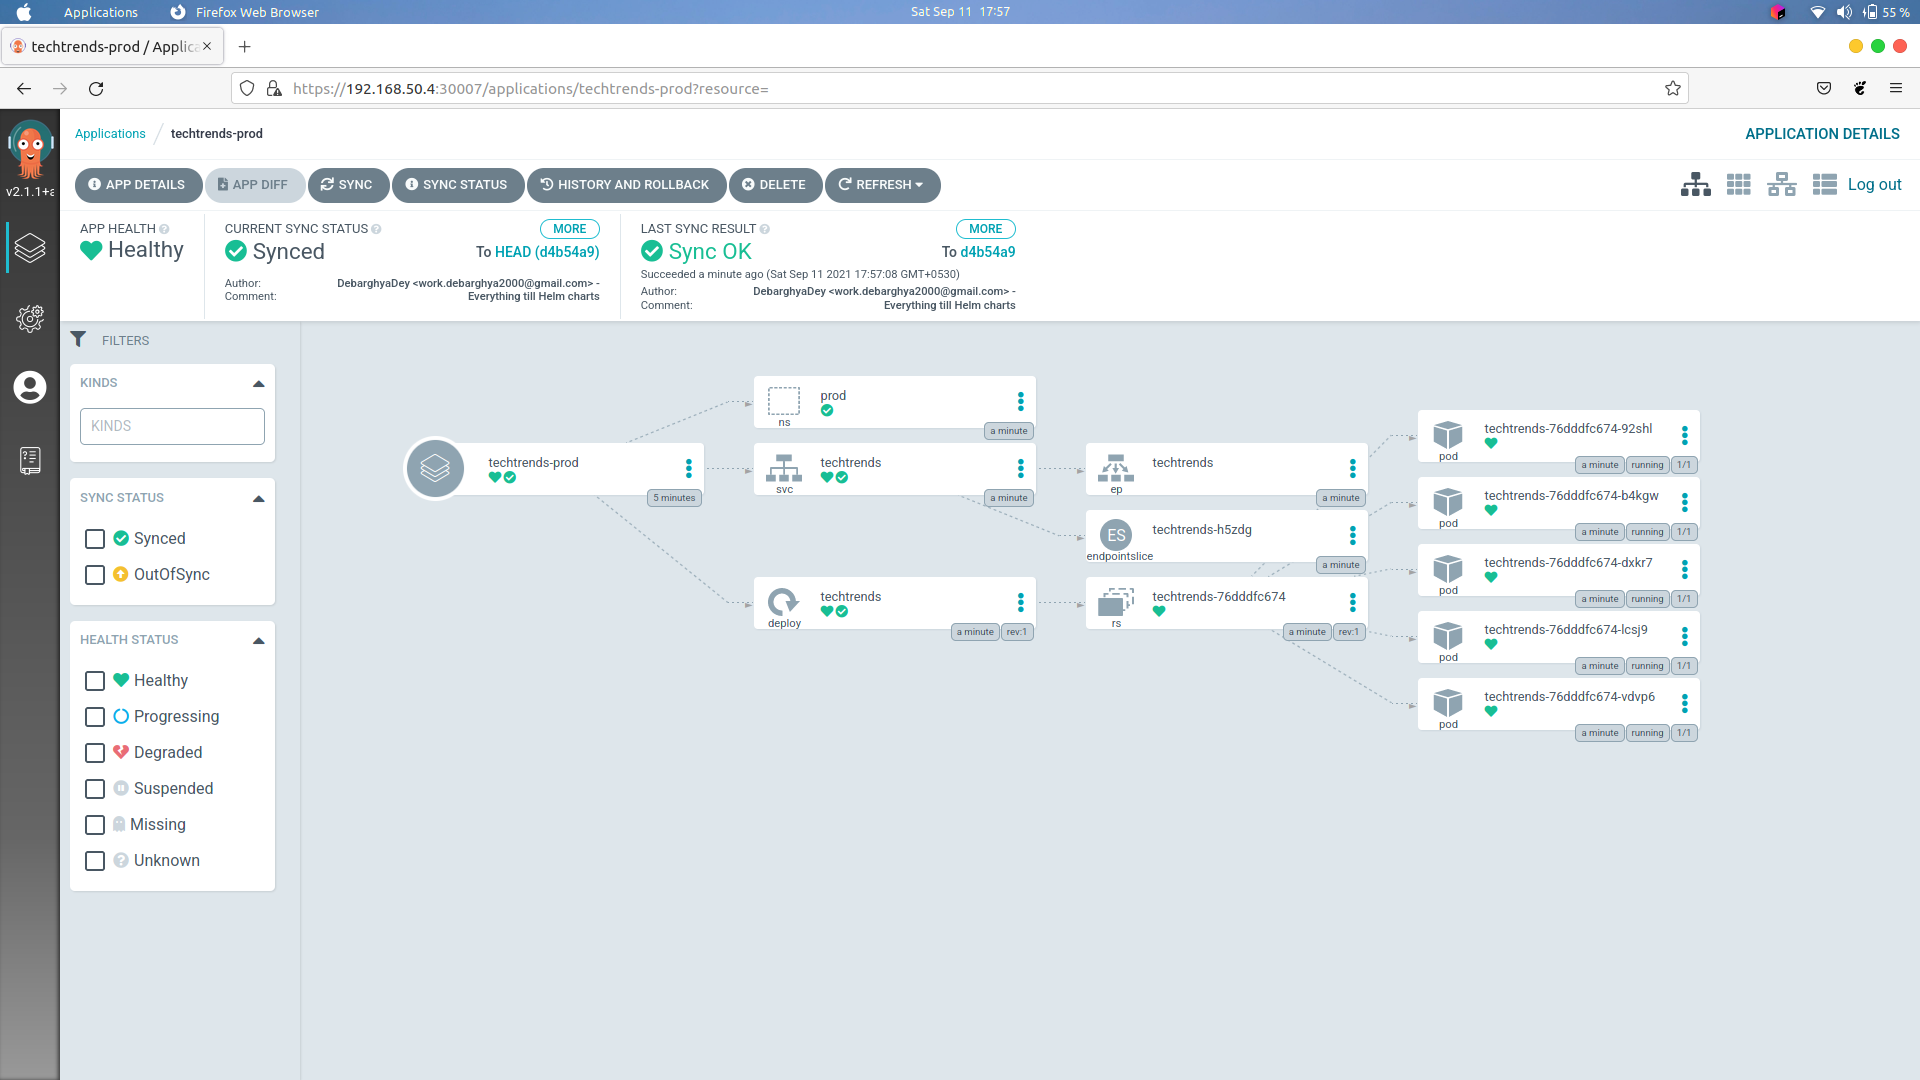 Applications Firefox Web Browser Sat Sep 11 17:57 55 %
techtrends-prod / Applic
https://192.168.50.4:30007/applications/techtrends-prod?resource=
v2.1.1+a
Applications / techtrends-prod APPLICATION DETAILS
APP DETAILS APP DIFF SYNC SYNC STATUS HISTORY AND ROLLBACK DELETE REFRESH Log out
APP HEALTH
Healthy
CURRENT SYNC STATUS MORE
Synced To HEAD (d4b54a9)
Author: DebarghyaDey <work.debarghya2000@gmail.com> -
Comment: Everything till Helm charts
LAST SYNC RESULT MORE
Sync OK To d4b54a9
Succeeded a minute ago (Sat Sep 11 2021 17:57:08 GMT+0530)
Author: DebarghyaDey <work.debarghya2000@gmail.com> -
Comment: Everything till Helm charts
FILTERS
KINDS
KINDS
SYNC STATUS
Synced
OutOfSync
HEALTH STATUS
Healthy
Progressing
Degraded
Suspended
Missing
Unknown
techtrends-prod
5 minutes
prod
ns
a minute
techtrends
svc
a minute
techtrends
deploy
a minute rev:1
techtrends
ep
a minute
ES
techtrends-h5zdg
endpointslice
a minute
techtrends-76dddfc674
rs
a minute rev:1
techtrends-76dddfc674-92shl
pod
a minute running 1/1
techtrends-76dddfc674-b4kgw
pod
a minute running 1/1
techtrends-76dddfc674-dxkr7
pod
a minute running 1/1
techtrends-76dddfc674-lcsj9
pod
a minute running 1/1
techtrends-76dddfc674-vdvp6
pod
a minute running 1/1